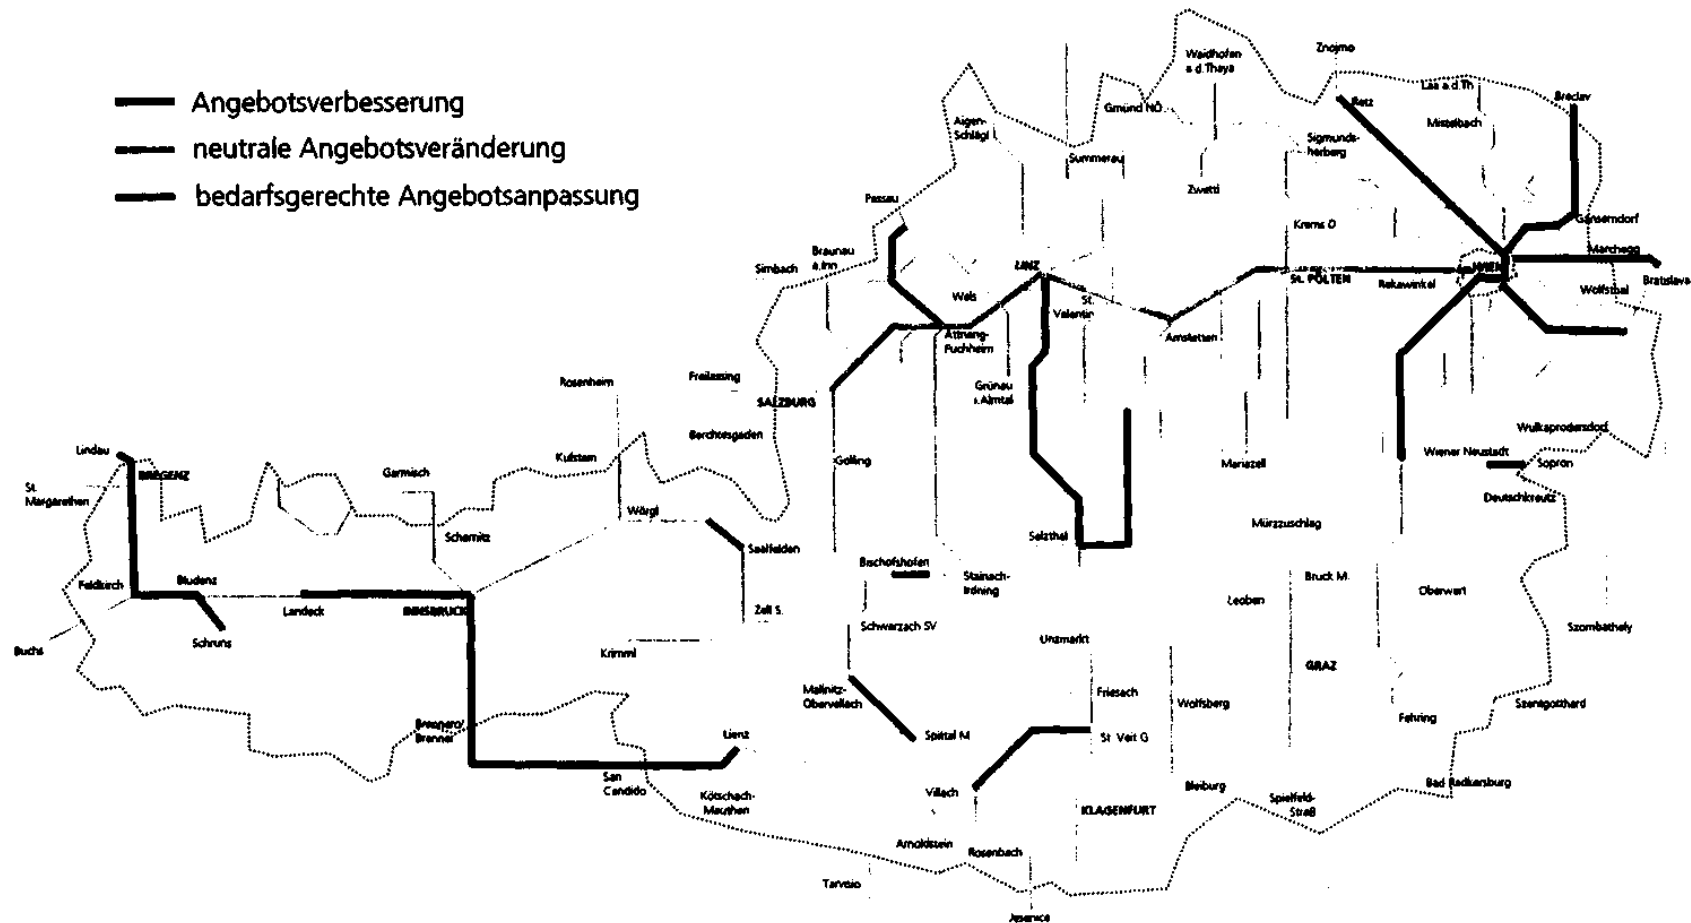 Angebotsverbesserung
neutrale Angebotsveränderung
bedarfsgerechte Angebotsanpassung
Znojmo
Waidhofen
a d. Thaya
Laa a.d.Th
Breclav
Retz
Gmünd NÖ
Mistelbach
Aigen-
Schlägl
Sigmunds-
herberg
Summerau
Zwettl
Passau
Krems D
Gänserndorf
Braunau
a. Inn
Marchegg
Simbach
LINZ
WIEN
ST. PÖLTEN
Rekawinkel
Wolfsthal
Bratislava
Wels
St.
Valentin
Attnang-
Puchheim
Amstetten
Freilassing
Rosenheim
Grünau
i. Almtal
SALZBURG
Wulkaprodersdorf
Berchtesgaden
Lindau
Wiener Neustadt
Golling
Kufstein
Mariazell
Sopron
Garmisch
BREGENZ
St.
Margarethen
Deutschkreutz
Wörgl
Mürzzuschlag
Scharnitz
Selzthal
Saalfelden
Bischofshofen
Stainach-
Irdning
Bruck M.
Feldkirch
Bludenz
Oberwart
Leoben
Landeck
INNSBRUCK
Zell S.
Schwarzach SV
Szombathely
Schruns
Unzmarkt
Buchs
Krimml
GRAZ
Mallnitz-
Obervellach
Friesach
Wolfsberg
Szentgotthard
Fehring
Brennero/
Brenner
Lienz
Spittal M
St. Veit G
San
Candido
Bad Radkersburg
Bleiburg
Kötschach-
Mauthen
Villach
Spielfeld-
Straß
KLAGENFURT
Arnoldstein
Rosenbach
Tarvisio
Jesenice